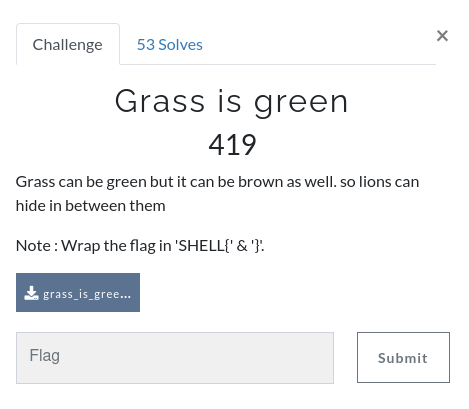 Challenge
53 Solves
×
Grass is green
419
Grass can be green but it can be brown as well. so lions can
hide in between them
Note : Wrap the flag in 'SHELL{' & '}'.
grass_is_gree...
Flag
Submit